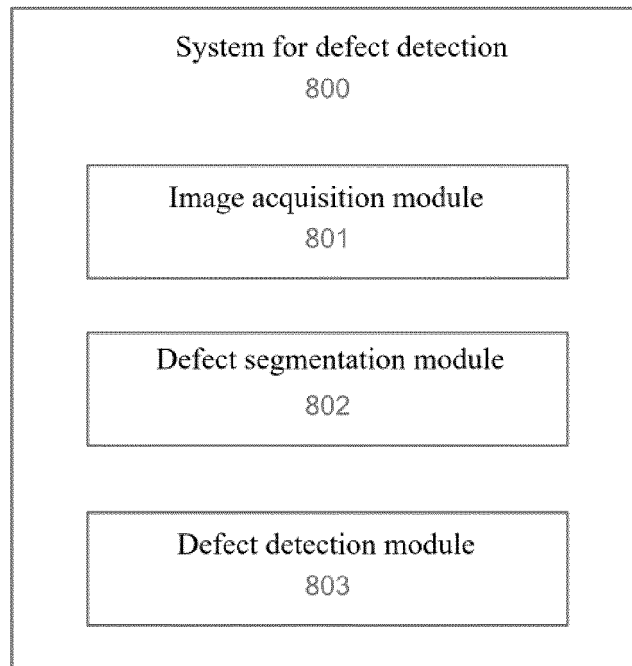 System for defect detection
800
Image acquisition module
801
Defect segmentation module
802
Defect detection module
803